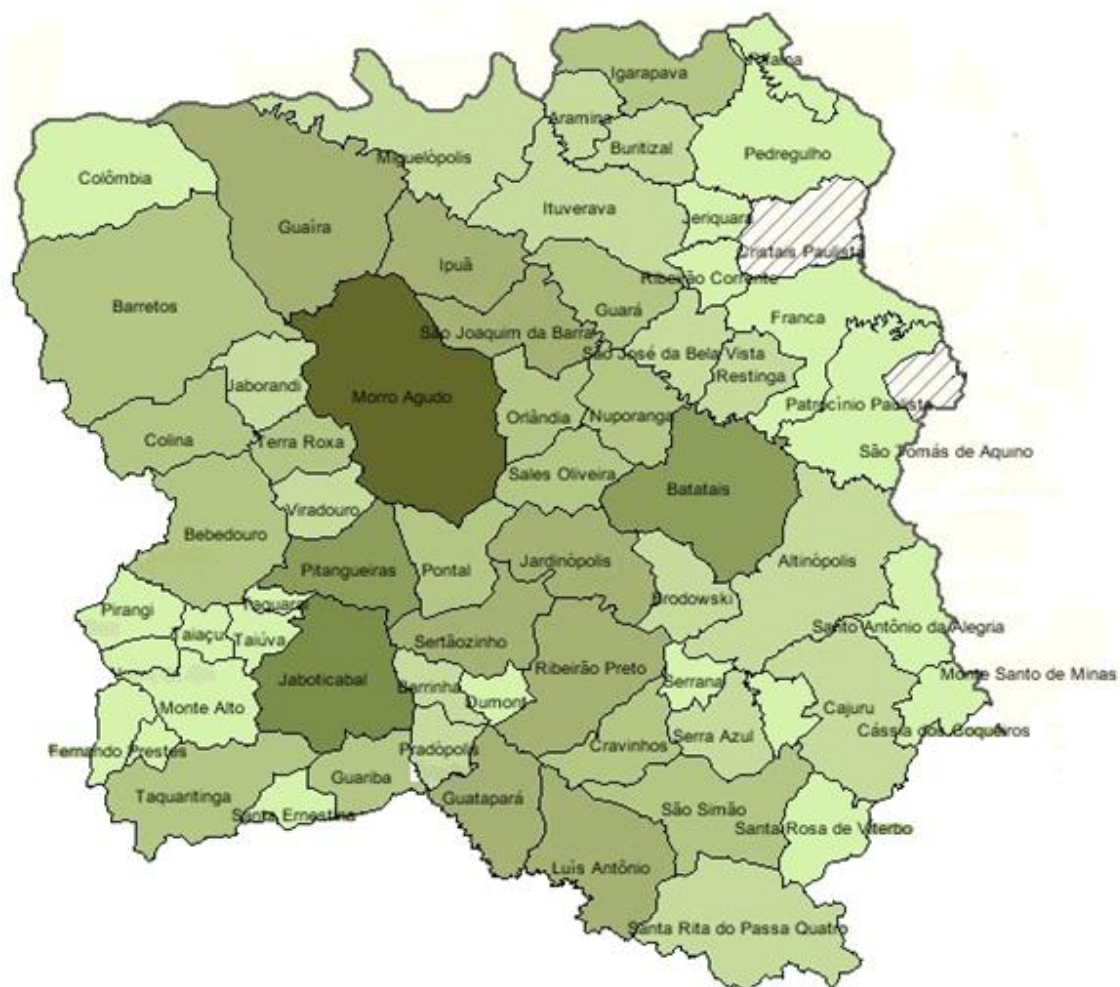 Rifaina
Igarapava
Aramina
Buritizal
Pedregulho
Miguelópolis
Colômbia
Ituverava
Jeriquara
Guaíra
Cristais Paulista
Ipuã
Ribeirão Corrente
Barretos
Guará
Franca
São Joaquim da Barra
São José da Bela Vista
Restinga
Jaborandi
Morro Agudo
Patrocínio Paulista
Orlândia
Nuporanga
Colina
Terra Roxa
São Tomás de Aquino
Sales Oliveira
Batatais
Viradouro
Bebedouro
Pitangueiras
Pontal
Jardinópolis
Altinópolis
Brodowski
Taquaral
Pirangi
Taiaçu
Taiúva
Sertãozinho
Santo Antônio da Alegria
Ribeirão Preto
Monte Santo de Minas
Jaboticabal
Barrinha
Serrana
Dumont
Monte Alto
Cajuru
Cássia dos Coqueiros
Serra Azul
Fernando Prestes
Pradópolis
Cravinhos
Guariba
Taquaritinga
Guatapará
São Simão
Santa Ernestina
Santa Rosa de Viterbo
Luís Antônio
Santa Rita do Passa Quatro